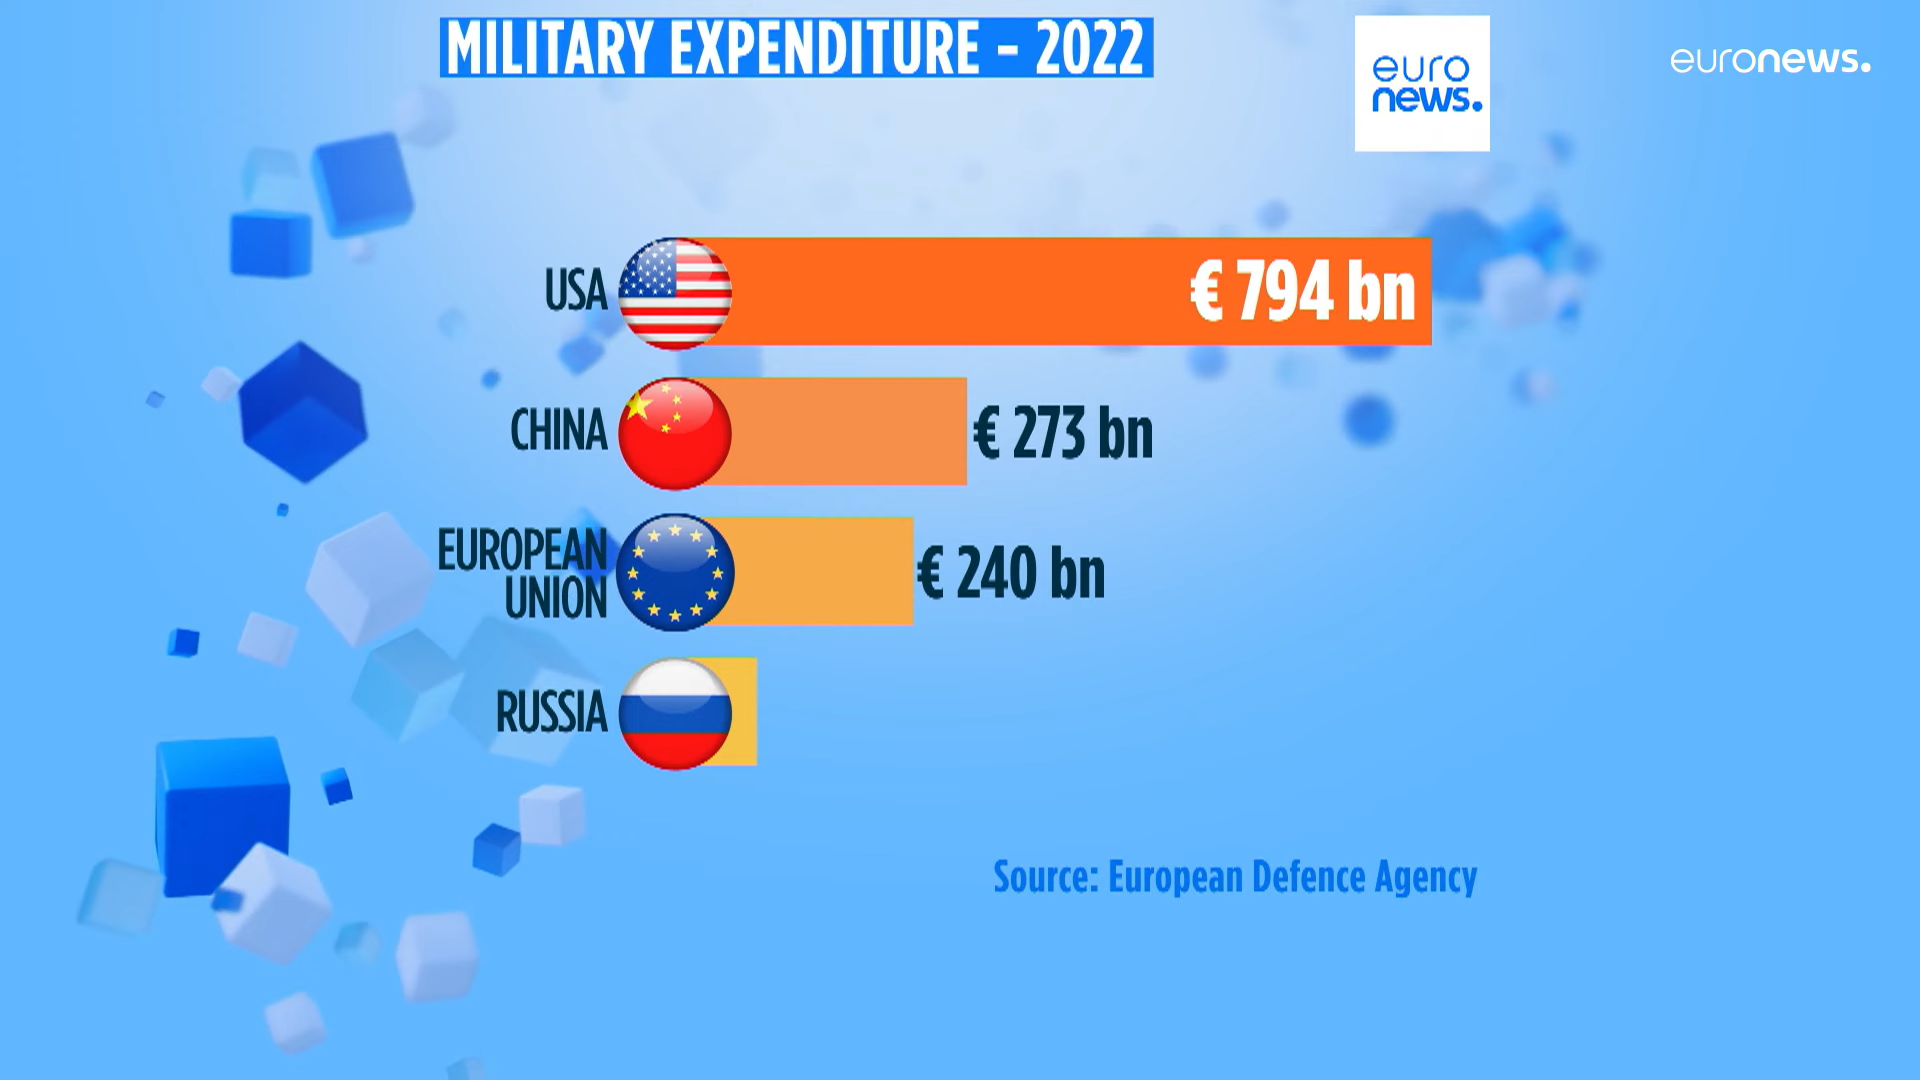 MILITARY EXPENDITURE - 2022
euro
news.
euronews.
USA
€ 794 bn
CHINA
€ 273 bn
EUROPEAN
UNION
€ 240 bn
RUSSIA
Source: European Defence Agency